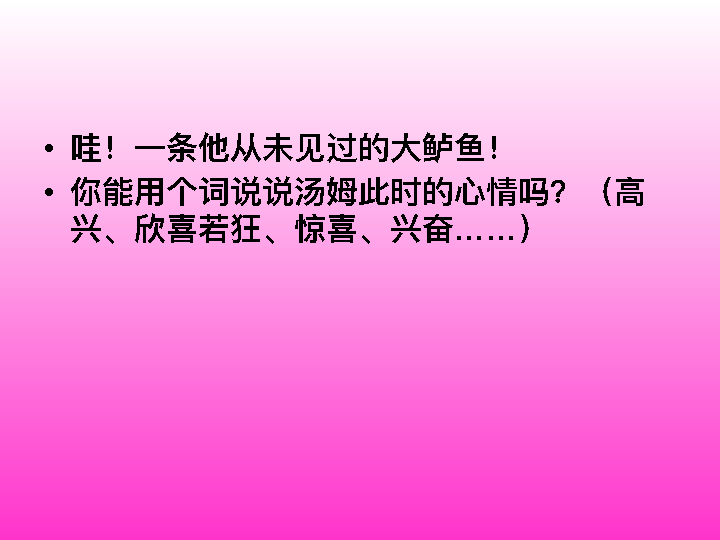 • 哇！一条他从未见过的大鲈鱼！
• 你能用个词说说汤姆此时的心情吗？（高
兴、欣喜若狂、惊喜、兴奋……）